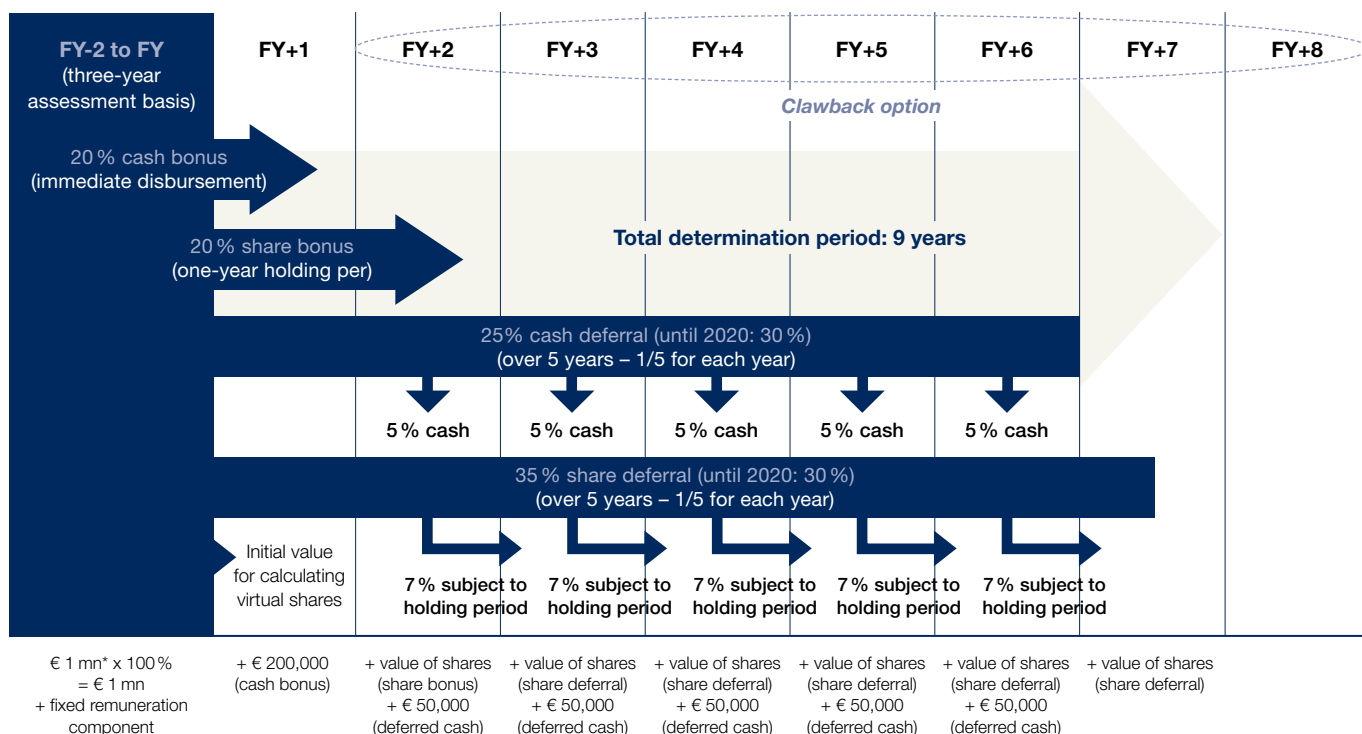 FY-2 to FY
(three-year
assessment basis)
FY+1
FY+2
FY+3
FY+4
FY+5
FY+6
FY+7
FY+8
Clawback option
20 % cash bonus
(immediate disbursement)
20 % share bonus
(one-year holding per)
Total determination period: 9 years
25% cash deferral (until 2020: 30 %)
(over 5 years – 1/5 for each year)
5 % cash
5 % cash
5 % cash
5 % cash
5 % cash
35 % share deferral (until 2020: 30 %)
(over 5 years – 1/5 for each year)
Initial value
for calculating
virtual shares
7 % subject to
holding period
7 % subject to
holding period
7 % subject to
holding period
7 % subject to
holding period
7 % subject to
holding period
€ 1 mn* x 100 %
= € 1 mn
+ fixed remuneration
component
+ € 200,000
(cash bonus)
+ value of shares
(share bonus)
+ € 50,000
(deferred cash)
+ value of shares
(share deferral)
+ € 50,000
(deferred cash)
+ value of shares
(share deferral)
+ € 50,000
(deferred cash)
+ value of shares
(share deferral)
+ € 50,000
(deferred cash)
+ value of shares
(share deferral)
+ € 50,000
(deferred cash)
+ value of shares
(share deferral)